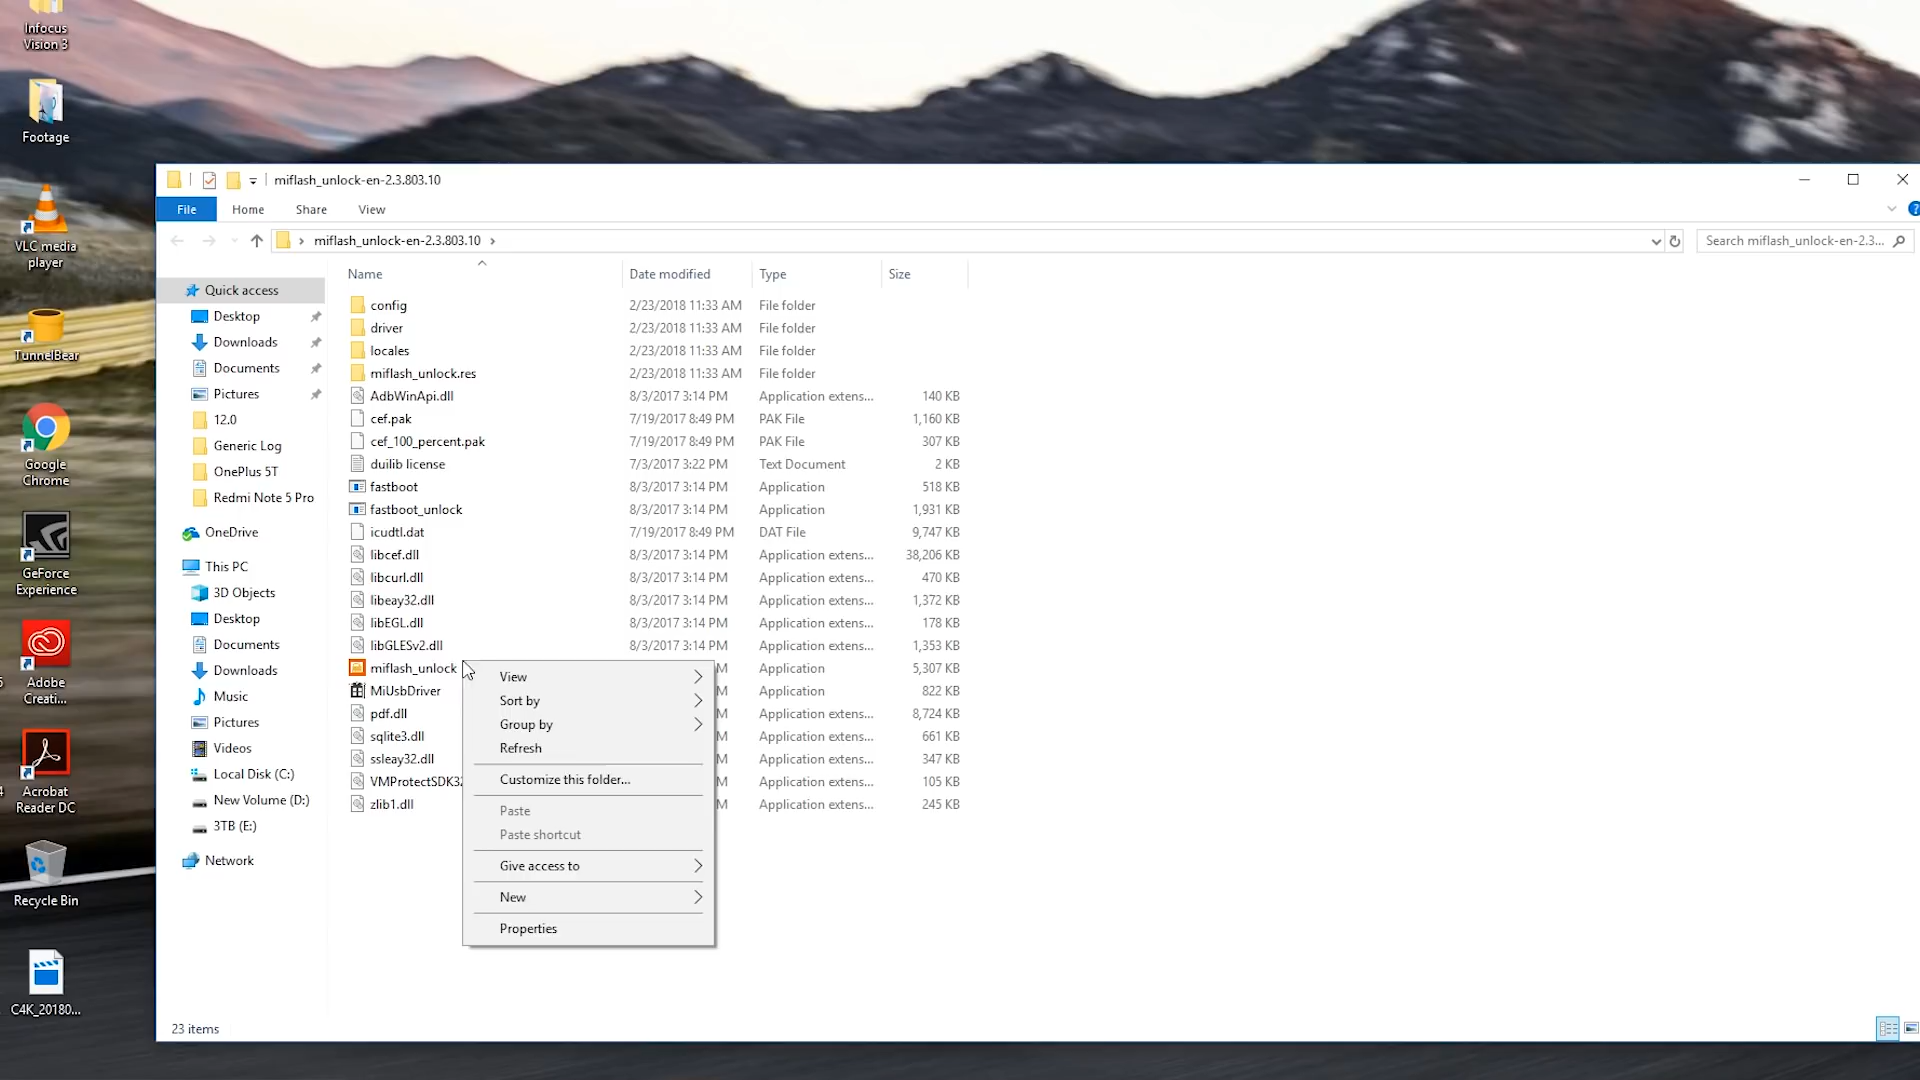 Infocus
Vision 3
Footage
VLC media
player
TunnelBear
Google
Chrome
GeForce
Experience
Adobe
Creati...
Acrobat
Reader DC
Recycle Bin
C4K_20180...
miflash_unlock-en-2.3.803.10
File Home Share View
miflash_unlock-en-2.3.803.10
Search miflash_unlock-en-2.3...
Quick access
Desktop
Downloads
Documents
Pictures
12.0
Generic Log
OnePlus 5T
Redmi Note 5 Pro
OneDrive
This PC
3D Objects
Desktop
Documents
Downloads
Music
Pictures
Videos
Local Disk (C:)
New Volume (D:)
3TB (E:)
Network
Name Date modified Type Size
config 2/23/2018 11:33 AM File folder
driver 2/23/2018 11:33 AM File folder
locales 2/23/2018 11:33 AM File folder
miflash_unlock.res 2/23/2018 11:33 AM File folder
AdbWinApi.dll 8/3/2017 3:14 PM Application extens... 140 KB
cef.pak 7/19/2017 8:49 PM PAK File 1,160 KB
cef_100_percent.pak 7/19/2017 8:49 PM PAK File 307 KB
duilib license 7/3/2017 3:22 PM Text Document 2 KB
fastboot 8/3/2017 3:14 PM Application 518 KB
fastboot_unlock 8/3/2017 3:14 PM Application 1,931 KB
icudtl.dat 7/19/2017 8:49 PM DAT File 9,747 KB
libcef.dll 8/3/2017 3:14 PM Application extens... 38,206 KB
libcurl.dll 8/3/2017 3:14 PM Application extens... 470 KB
libeay32.dll 8/3/2017 3:14 PM Application extens... 1,372 KB
libEGL.dll 8/3/2017 3:14 PM Application extens... 178 KB
libGLESv2.dll 8/3/2017 3:14 PM Application extens... 1,353 KB
miflash_unlock M Application 5,307 KB
MiUsbDriver M Application 822 KB
pdf.dll M Application extens... 8,724 KB
sqlite3.dll M Application extens... 661 KB
ssleay32.dll M Application extens... 347 KB
VMProtectSDK32 M Application extens... 105 KB
zlib1.dll M Application extens... 245 KB
View
Sort by
Group by
Refresh
Customize this folder...
Paste
Paste shortcut
Give access to
New
Properties
23 items